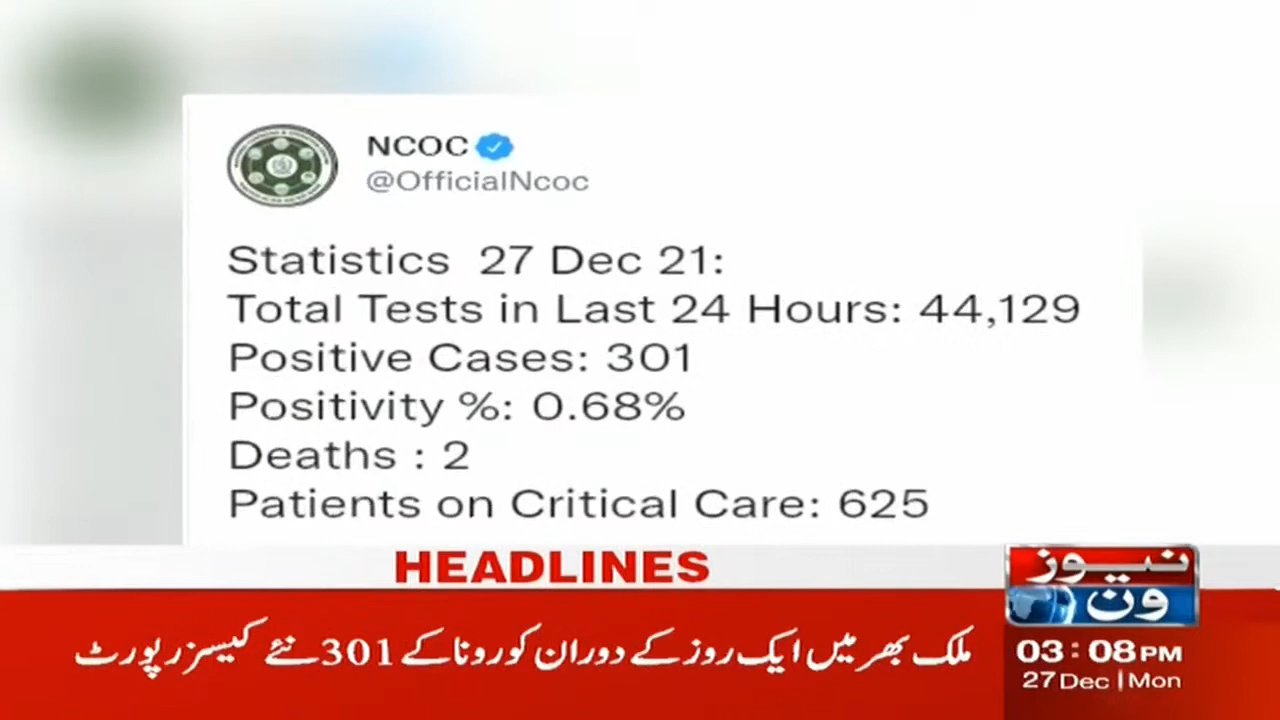 NCOC
@OfficialNcoc
Statistics 27 Dec 21:
Total Tests in Last 24 Hours: 44,129
Positive Cases: 301
Positivity %: 0.68%
Deaths : 2
Patients on Critical Care: 625
HEADLINES
نیوز
ون
ملک بھر میں ایک روز کے دوران کورونا کے 301 نئے کیسز رپورٹ
03:08 PM
27 Dec | Mon